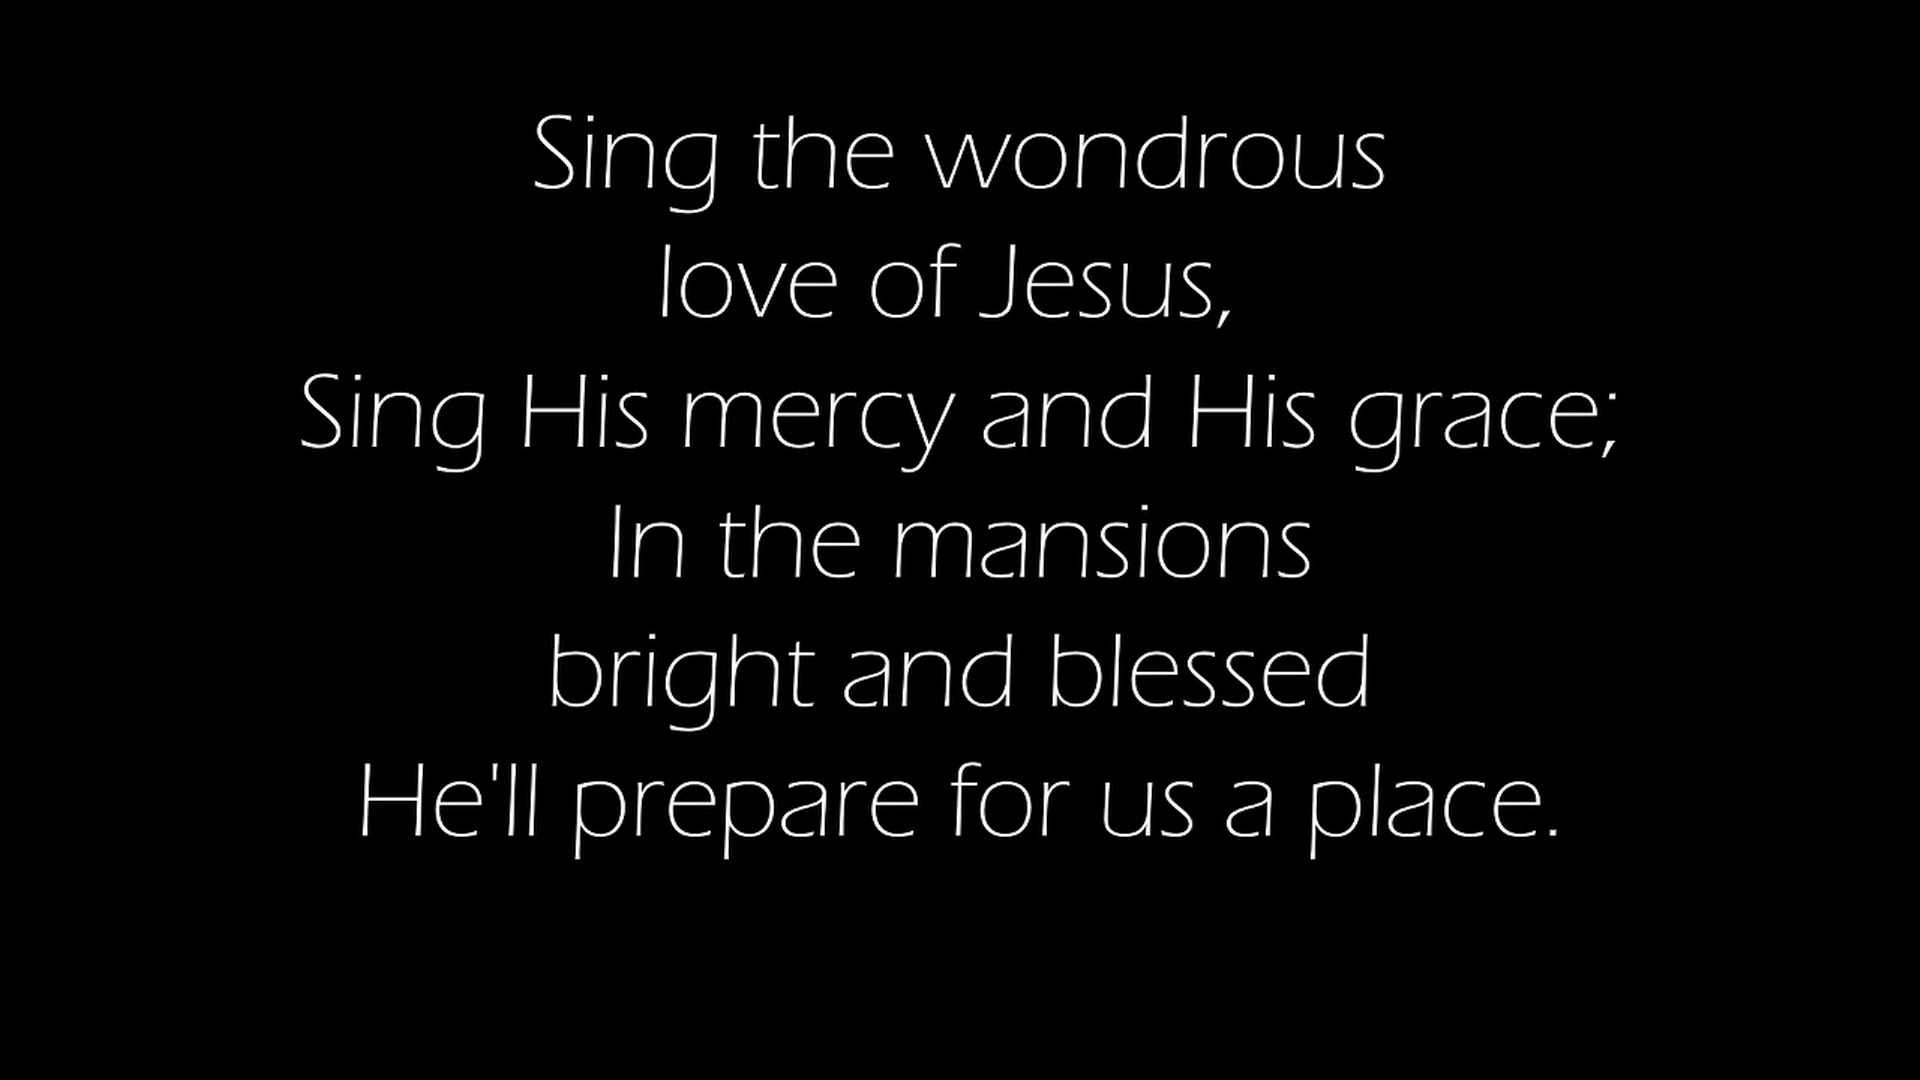 Sing the wondrous
love of Jesus,
Sing His mercy and His grace;
In the mansions
bright and blessed
He'll prepare for us a place.